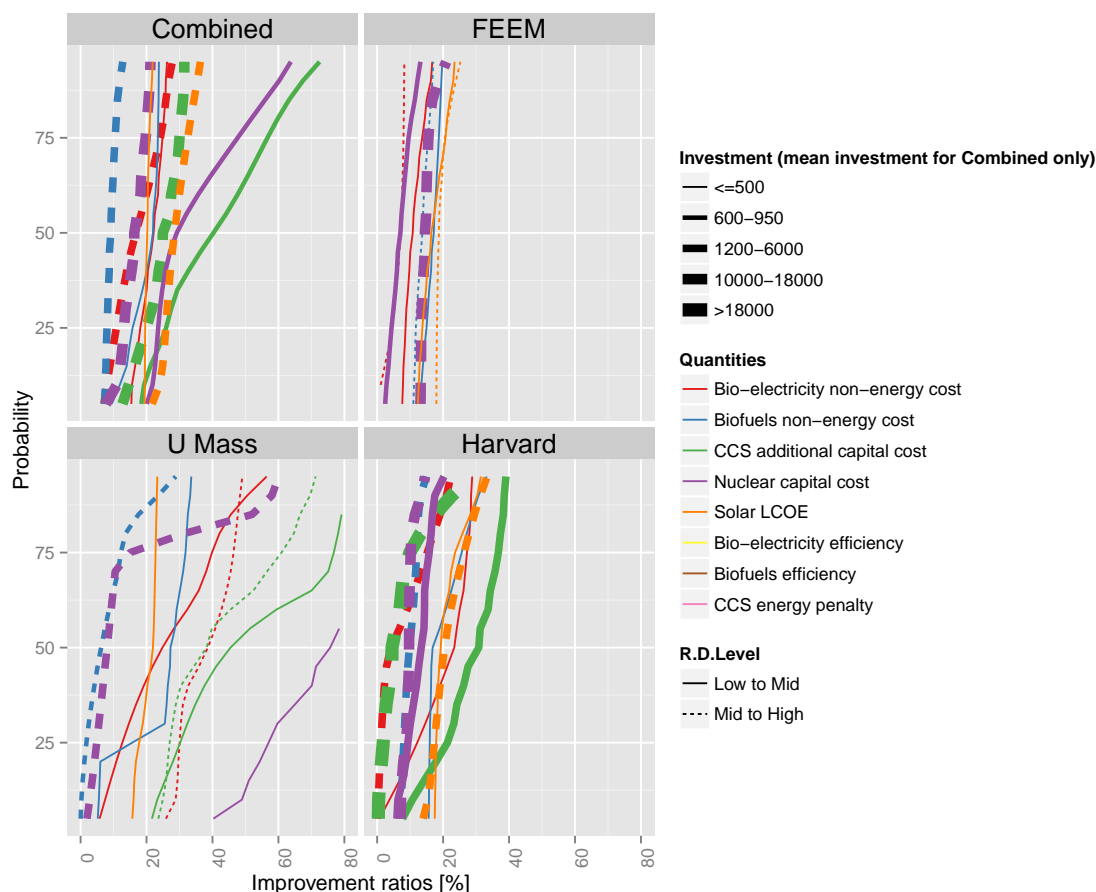 Combined
FEEM
75
50
25
U Mass
Harvard
75
50
25
Probability
0 20 40 60 80 0 20 40 60 80
Improvement ratios [%]
Investment (mean investment for Combined only)
<=500
600−950
1200−6000
10000−18000
>18000
Quantities
Bio−electricity non−energy cost
Biofuels non−energy cost
CCS additional capital cost
Nuclear capital cost
Solar LCOE
Bio−electricity efficiency
Biofuels efficiency
CCS energy penalty
R.D.Level
Low to Mid
Mid to High